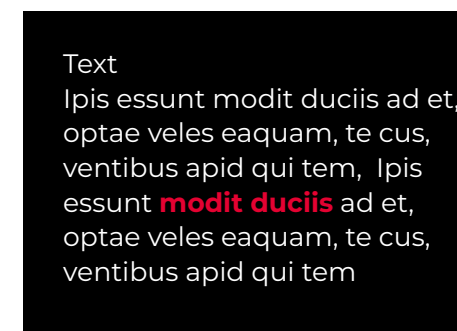 Text
Ipis essunt modit duciis ad et,
optae veles eaquam, te cus,
ventibus apid qui tem,  Ipis
essunt modit duciis ad et,
optae veles eaquam, te cus,
ventibus apid qui tem